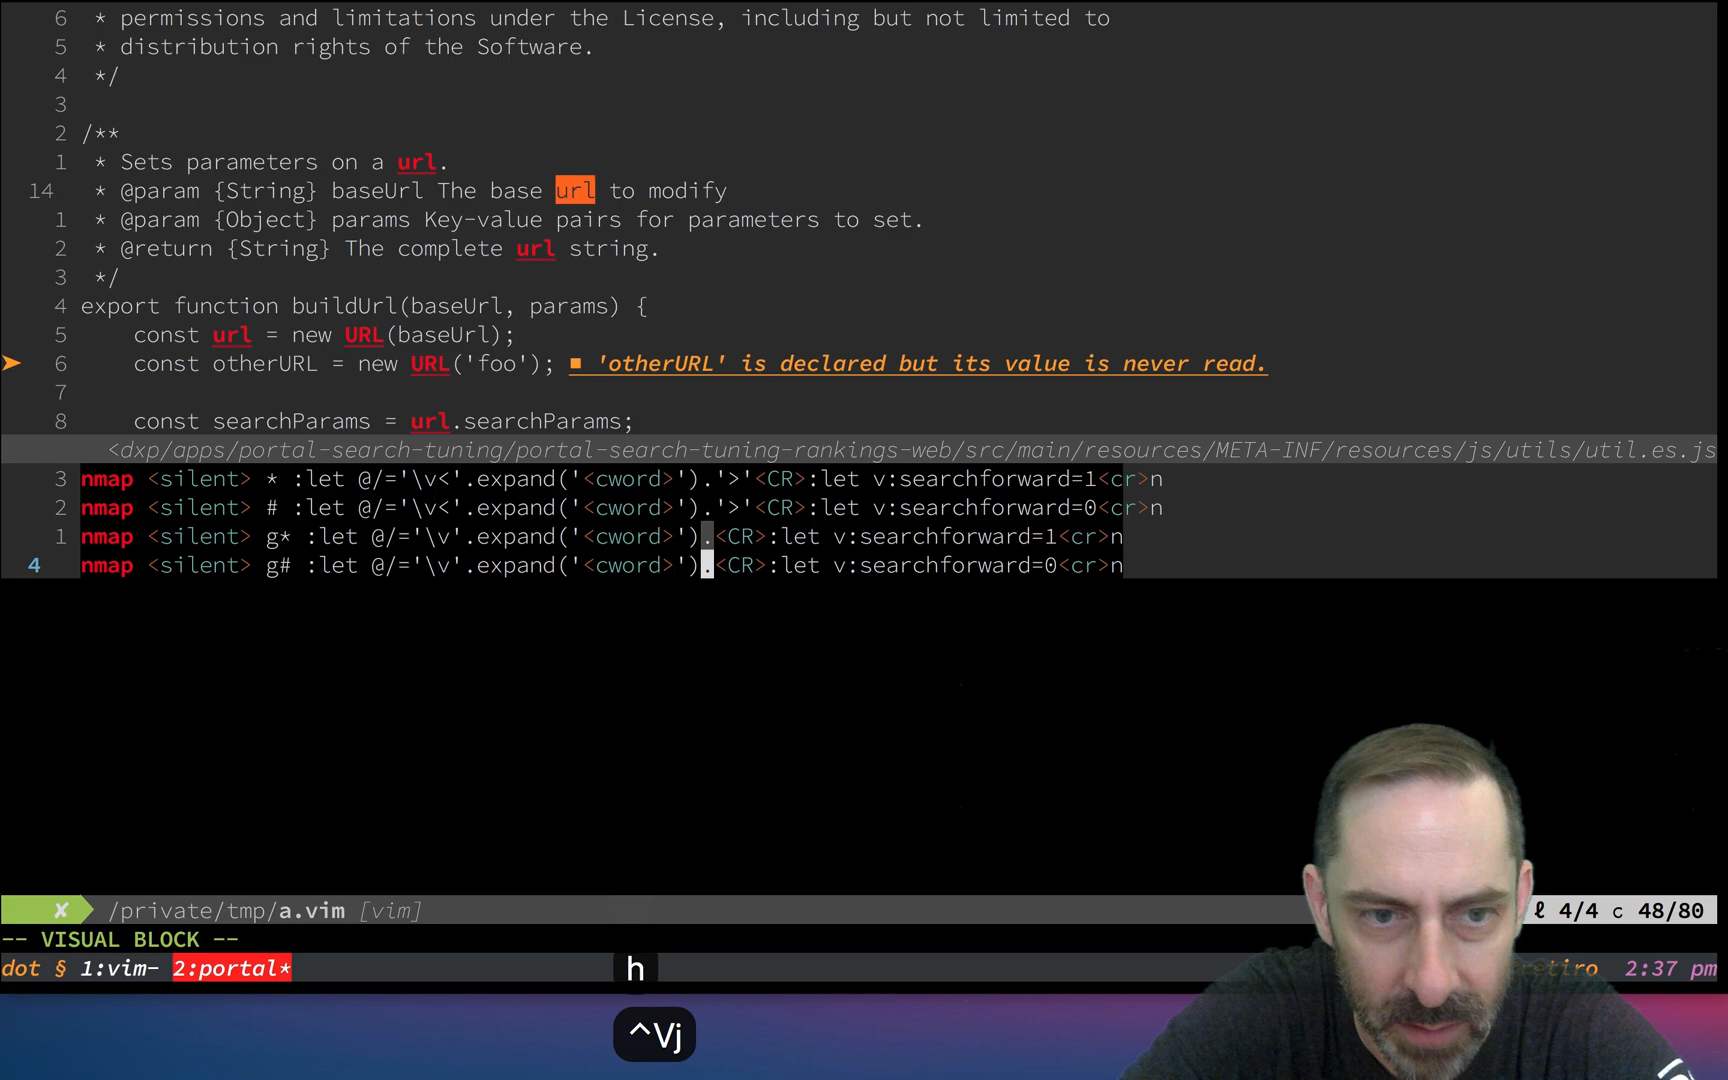 6 * permissions and limitations under the License, including but not limited to
5 * distribution rights of the Software.
4 */
3
2 /**
1 * Sets parameters on a url.
14 * @param {String} baseUrl The base url to modify
1 * @param {Object} params Key-value pairs for parameters to set.
2 * @return {String} The complete url string.
3 */
4 export function buildUrl(baseUrl, params) {
5 const url = new URL(baseUrl);
6 const otherURL = new URL('foo'); ■ 'otherURL' is declared but its value is never read.
7
8 const searchParams = url.searchParams;
<dxp/apps/portal-search-tuning/portal-search-tuning-rankings-web/src/main/resources/META-INF/resources/js/utils/util.es.js
3 nmap <silent> * :let @/='\v<'.expand('<cword>').'>'<CR>:let v:searchforward=1<cr>n
2 nmap <silent> # :let @/='\v<'.expand('<cword>').'>'<CR>:let v:searchforward=0<cr>n
1 nmap <silent> g* :let @/='\v'.expand('<cword>').<CR>:let v:searchforward=1<cr>n
4 nmap <silent> g# :let @/='\v'.expand('<cword>').<CR>:let v:searchforward=0<cr>n
✘ /private/tmp/a.vim [vim] ℓ 4/4 c 48/80
-- VISUAL BLOCK --
dot § 1:vim- 2:portal* h 2:37 pm
^Vj